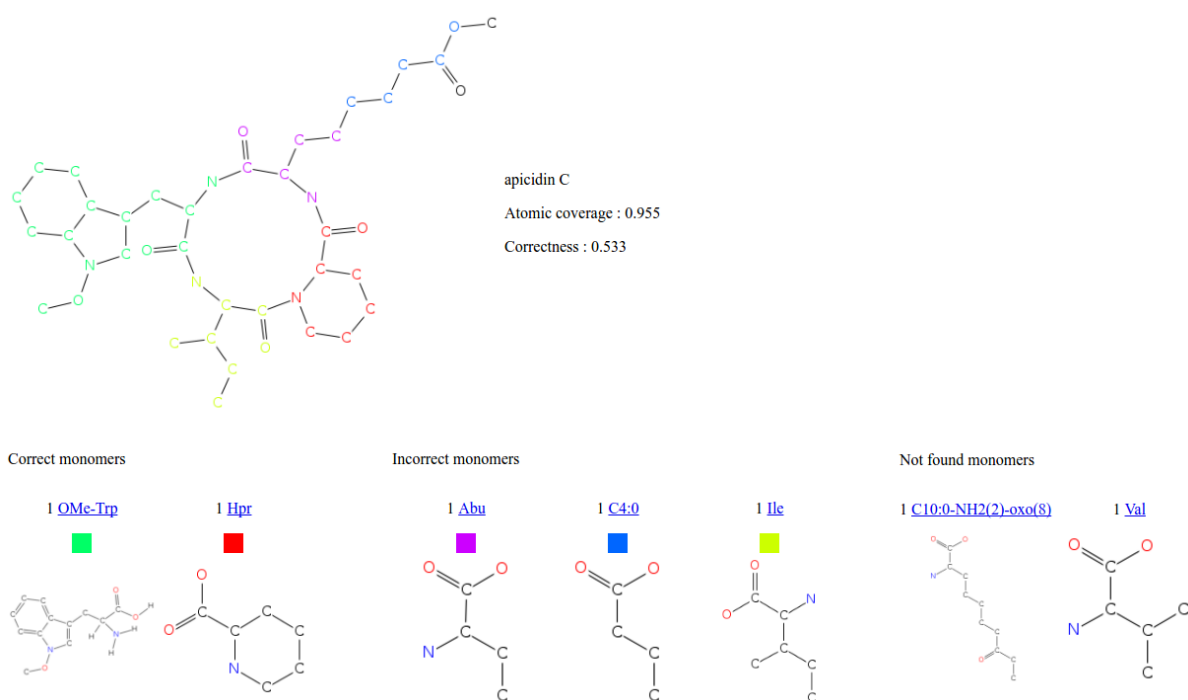 apicidin C
Atomic coverage : 0.955
Correctness : 0.533
Correct monomers
Incorrect monomers
Not found monomers
1 OMe-Trp
1 Hpr
1 Abu
1 C4:0
1 Ile
1 C10:0-NH2(2)-oxo(8)
1 Val